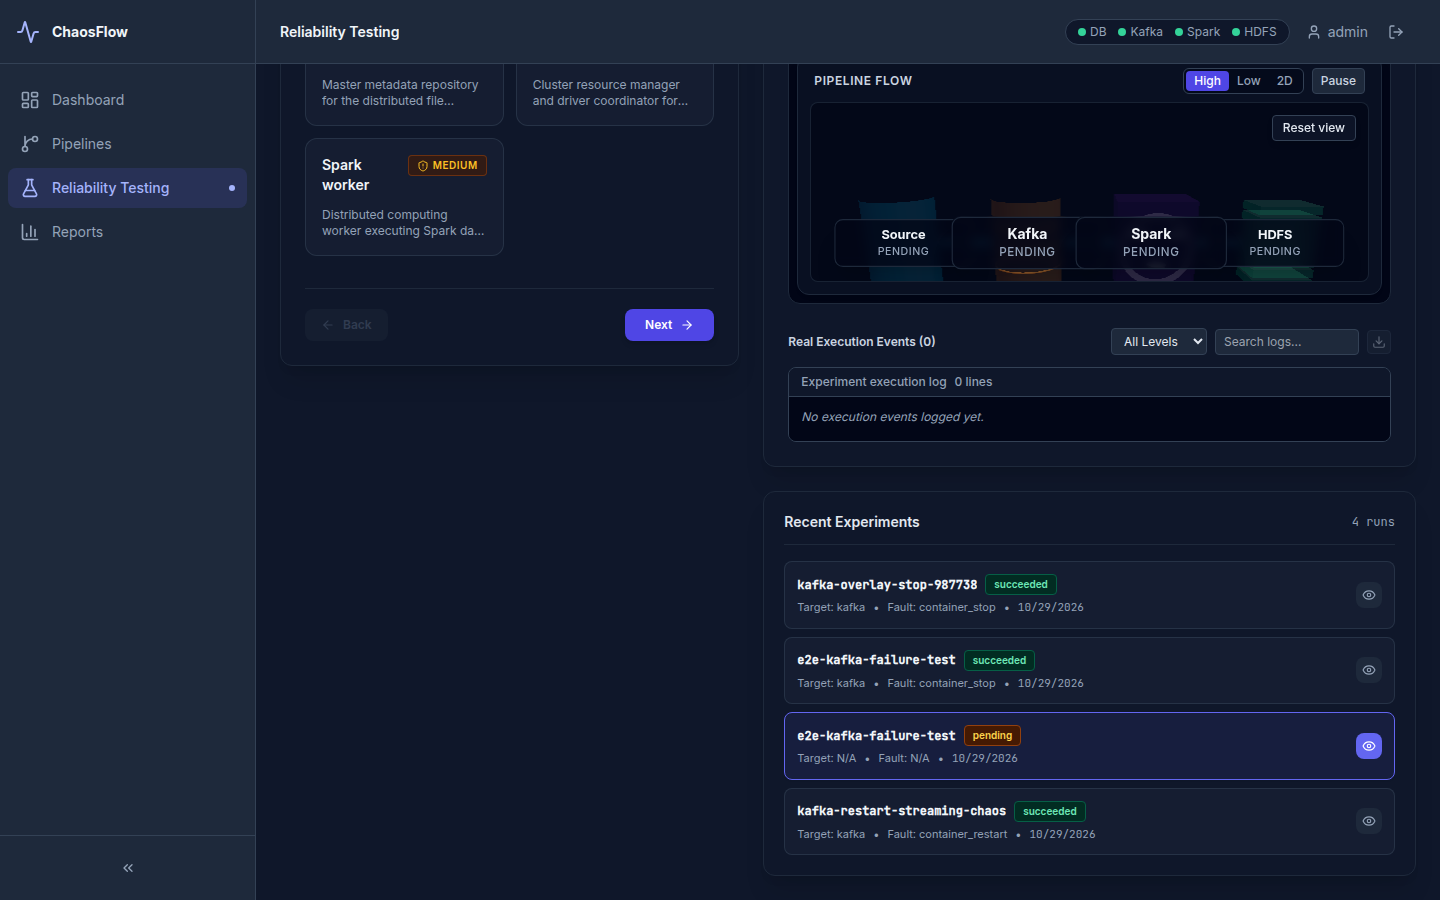 ChaosFlow
Dashboard
Pipelines
Reliability Testing
Reports
Reliability Testing
DB
Kafka
Spark
HDFS
admin
Master metadata repository
for the distributed file...
Cluster resource manager
and driver coordinator for...
Spark
worker
MEDIUM
Distributed computing
worker executing Spark da...
Back
Next
PIPELINE FLOW
High
Low
2D
Pause
Reset view
Source
PENDING
Kafka
PENDING
Spark
PENDING
HDFS
PENDING
Real Execution Events (0)
All Levels
Search logs...
Experiment execution log 0 lines
No execution events logged yet.
Recent Experiments
4 runs
kafka-overlay-stop-987738 succeeded
Target: kafka • Fault: container_stop • 10/29/2026
e2e-kafka-failure-test succeeded
Target: kafka • Fault: container_stop • 10/29/2026
e2e-kafka-failure-test pending
Target: N/A • Fault: N/A • 10/29/2026
kafka-restart-streaming-chaos succeeded
Target: kafka • Fault: container_restart • 10/29/2026